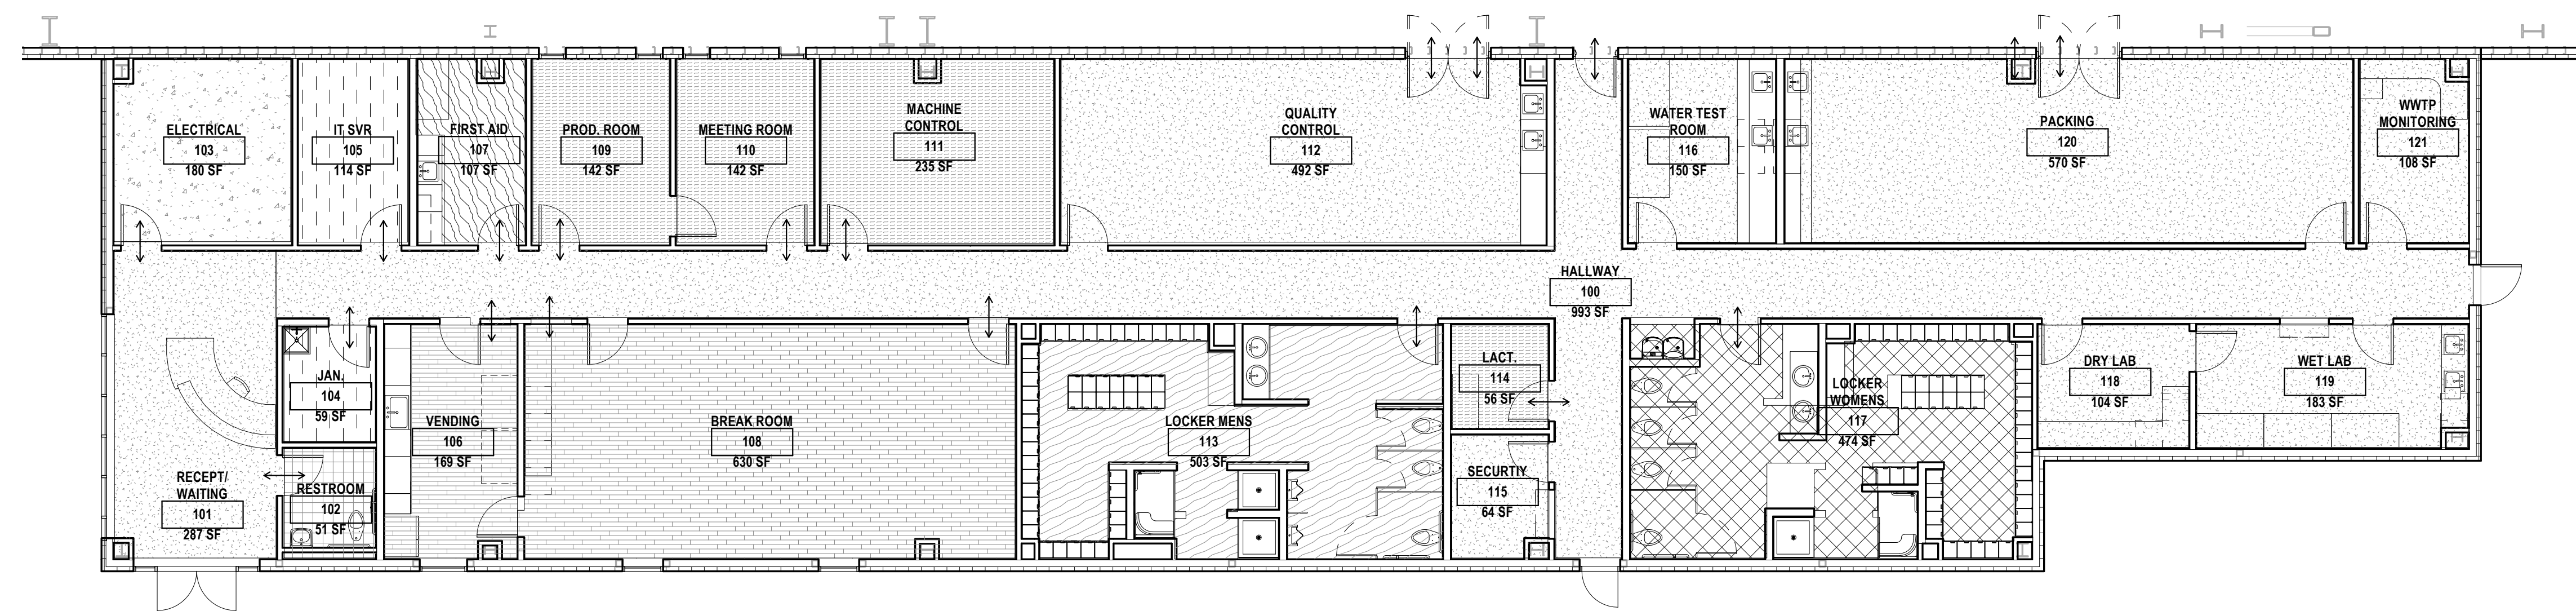 ELECTRICAL
103
180 SF
IT SVR
105
114 SF
FIRST AID
107
107 SF
PROD. ROOM
109
142 SF
MEETING ROOM
110
142 SF
MACHINE
CONTROL
111
235 SF
QUALITY
CONTROL
112
492 SF
WATER TEST
ROOM
116
150 SF
PACKING
120
570 SF
WWTP
MONITORING
121
108 SF
HALLWAY
100
993 SF
RECEPT/
WAITING
101
287 SF
JAN.
104
59 SF
RESTROOM
102
51 SF
VENDING
106
169 SF
BREAK ROOM
108
630 SF
LOCKER MENS
113
503 SF
LACT.
114
56 SF
SECURTIY
115
64 SF
LOCKER
WOMENS
117
474 SF
DRY LAB
118
104 SF
WET LAB
119
183 SF